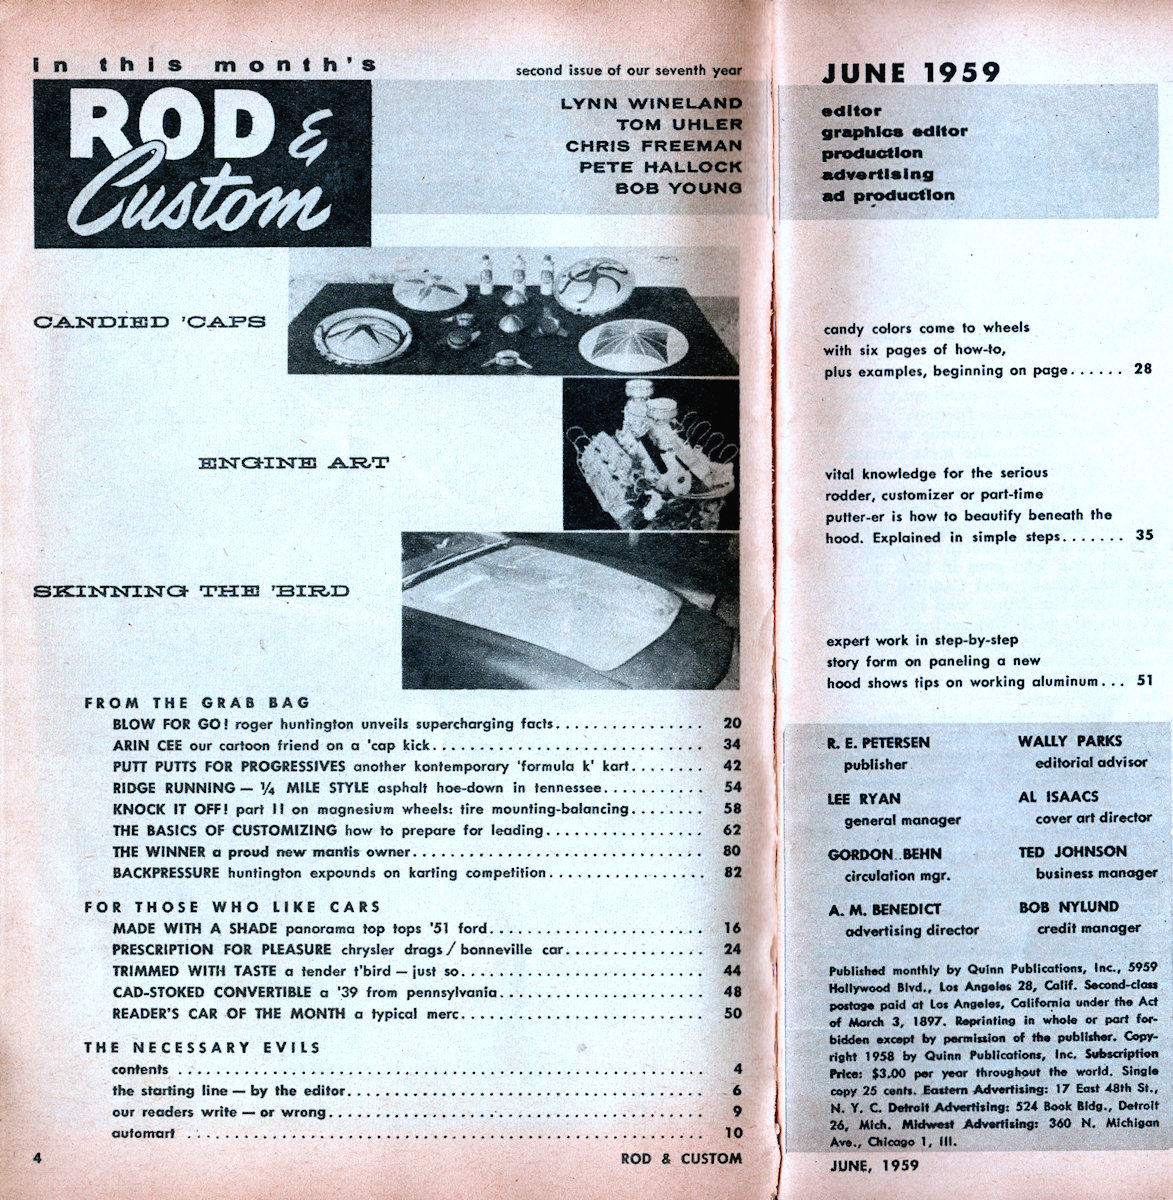 in this month's
ROD &
Custom
second issue of our seventh year
LYNN WINELAND
TOM UHLER
CHRIS FREEMAN
PETE HALLOCK
BOB YOUNG
CANDIED 'CAPS
ENGINE ART
SKINNING THE 'BIRD
FROM THE GRAB BAG
BLOW FOR GO! roger huntington unveils supercharging facts................ 20
ARIN CEE our cartoon friend on a 'cap kick................................ 34
PUTT PUTTS FOR PROGRESSIVES another kontempory 'formula k' kart........ 42
RIDGE RUNNING — ¼ MILE STYLE asphalt hoe-down in tennessee........... 54
KNOCK IT OFF! part II on magnesium wheels: tire mounting-balancing....... 58
THE BASICS OF CUSTOMIZING how to prepare for leading................. 62
THE WINNER a proud new mantis owner.................................. 80
BACKPRESSURE huntington expounds on karting competition................ 82
FOR THOSE WHO LIKE CARS
MADE WITH A SHADE panorama top tops '51 ford......................... 16
PRESCRIPTION FOR PLEASURE chrysler drags / bonneville car............... 24
TRIMMED WITH TASTE a tender t'bird — just so............................ 44
CAD-STOKED CONVERTIBLE a '39 from pennsylvania........................ 48
READER'S CAR OF THE MONTH a typical merc............................. 50
THE NECESSARY EVILS
contents ............................................................... 4
the starting line — by the editor.......................................... 6
our readers write — or wrong............................................ 9
automart .............................................................. 10
4
ROD & CUSTOM
JUNE 1959
editor
graphics editor
production
advertising
ad production
candy colors come to wheels
with six pages of how-to,
plus examples, beginning on page...... 28
vital knowledge for the serious
rodder, customizer or part-time
putter-er is how to beautify beneath the
hood. Explained in simple steps....... 35
expert work in step-by-step
story form on paneling a new
hood shows tips on working aluminum... 51
R. E. PETERSEN
publisher
WALLY PARKS
editorial advisor
LEE RYAN
general manager
AL ISAACS
cover art director
GORDON BEHN
circulation mgr.
TED JOHNSON
business manager
A. M. BENEDICT
advertising director
BOB NYLUND
credit manager
Published monthly by Quinn Publications, Inc., 5959
Hollywood Blvd., Los Angeles 28, Calif. Second-class
postage paid at Los Angeles, California under the Act
of March 3, 1897. Reprinting in whole or part for-
bidden except by permission of the publisher. Copy-
right 1958 by Quinn Publications, Inc. Subscription
Price: $3.00 per year throughout the world. Single
copy 25 cents. Eastern Advertising: 17 East 48th St.,
N. Y. C. Detroit Advertising: 524 Book Bldg., Detroit
26, Mich. Midwest Advertising: 360 N. Michigan
Ave., Chicago 1, Ill.
JUNE, 1959